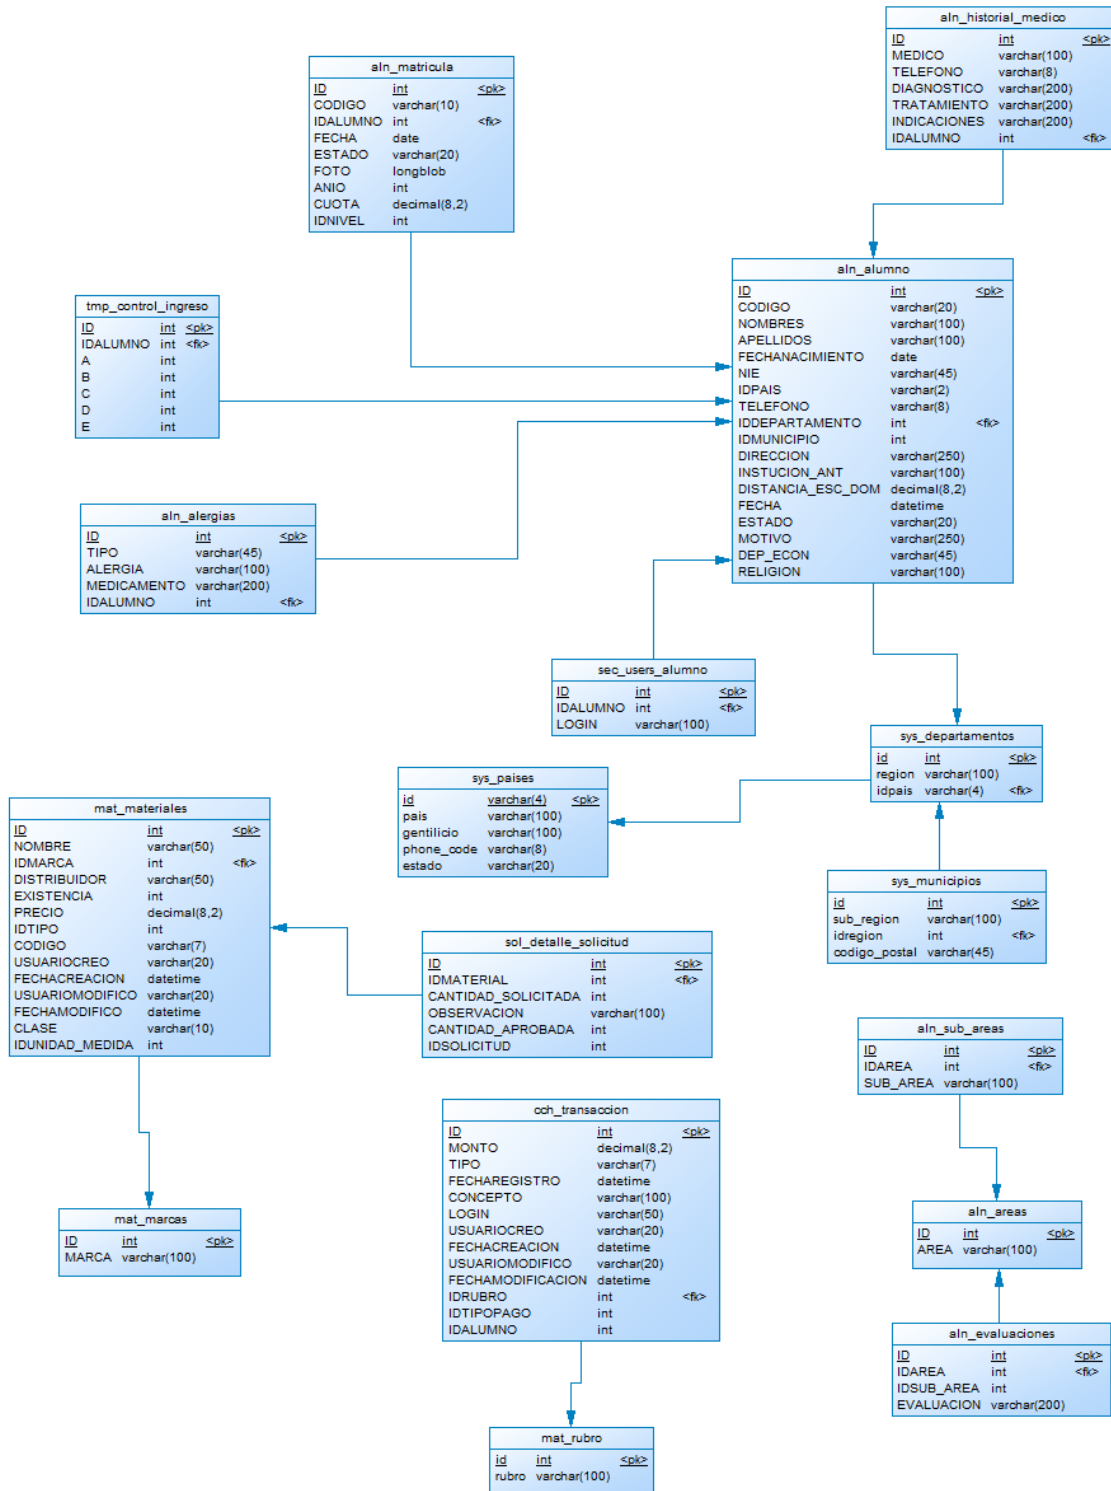 aln_historial_medico
ID int <pk>
MEDICO varchar(100)
TELEFONO varchar(8)
DIAGNOSTICO varchar(200)
TRATAMIENTO varchar(200)
INDICACIONES varchar(200)
IDALUMNO int <fk>
aln_matricula
ID int <pk>
CODIGO varchar(10)
IDALUMNO int <fk>
FECHA date
ESTADO varchar(20)
FOTO longblob
ANIO int
CUOTA decimal(8,2)
IDNIVEL int
aln_alumno
ID int <pk>
CODIGO varchar(20)
NOMBRES varchar(100)
APELLIDOS varchar(100)
FECHANACIMIENTO date
NIE varchar(45)
IDPAIS varchar(2)
TELEFONO varchar(8)
IDDEPARTAMENTO int <fk>
IDMUNICIPIO int
DIRECCION varchar(250)
INSTUCION_ANT varchar(100)
DISTANCIA_ESC_DOM decimal(8,2)
FECHA datetime
ESTADO varchar(20)
MOTIVO varchar(250)
DEP_ECON varchar(45)
RELIGION varchar(100)
tmp_control_ingreso
ID int <pk>
IDALUMNO int <fk>
A int
B int
C int
D int
E int
aln_alergias
ID int <pk>
TIPO varchar(45)
ALERGIA varchar(100)
MEDICAMENTO varchar(200)
IDALUMNO int <fk>
sec_users_alumno
ID int <pk>
IDALUMNO int <fk>
LOGIN varchar(100)
sys_departamentos
id int <pk>
region varchar(100)
idpais varchar(4) <fk>
sys_paises
id varchar(4) <pk>
pais varchar(100)
gentilicio varchar(100)
phone_code varchar(8)
estado varchar(20)
mat_materiales
ID int <pk>
NOMBRE varchar(50)
IDMARCA int <fk>
DISTRIBUIDOR varchar(50)
EXISTENCIA int
PRECIO decimal(8,2)
IDTIPO int
CODIGO varchar(7)
USUARIOCREO varchar(20)
FECHACREACION datetime
USUARIOMODIFICO varchar(20)
FECHAMODIFICO datetime
CLASE varchar(10)
IDUNIDAD_MEDIDA int
sys_municipios
id int <pk>
sub_region varchar(100)
idregion int <fk>
codigo_postal varchar(45)
sol_detalle_solicitud
ID int <pk>
IDMATERIAL int <fk>
CANTIDAD_SOLICITADA int
OBSERVACION varchar(100)
CANTIDAD_APROBADA int
IDSOLICITUD int
aln_sub_areas
ID int <pk>
IDAREA int <fk>
SUB_AREA varchar(100)
cch_transaccion
ID int <pk>
MONTO decimal(8,2)
TIPO varchar(7)
FECHAREGISTRO datetime
CONCEPTO varchar(100)
LOGIN varchar(50)
USUARIOCREO varchar(20)
FECHACREACION datetime
USUARIOMODIFICO varchar(20)
FECHAMODIFICACION datetime
IDRUBRO int <fk>
IDTIPOPAGO int
IDALUMNO int
mat_marcas
ID int <pk>
MARCA varchar(100)
aln_areas
ID int <pk>
AREA varchar(100)
aln_evaluaciones
ID int <pk>
IDAREA int <fk>
IDSUB_AREA int
EVALUACION varchar(200)
mat_rubro
id int <pk>
rubro varchar(100)